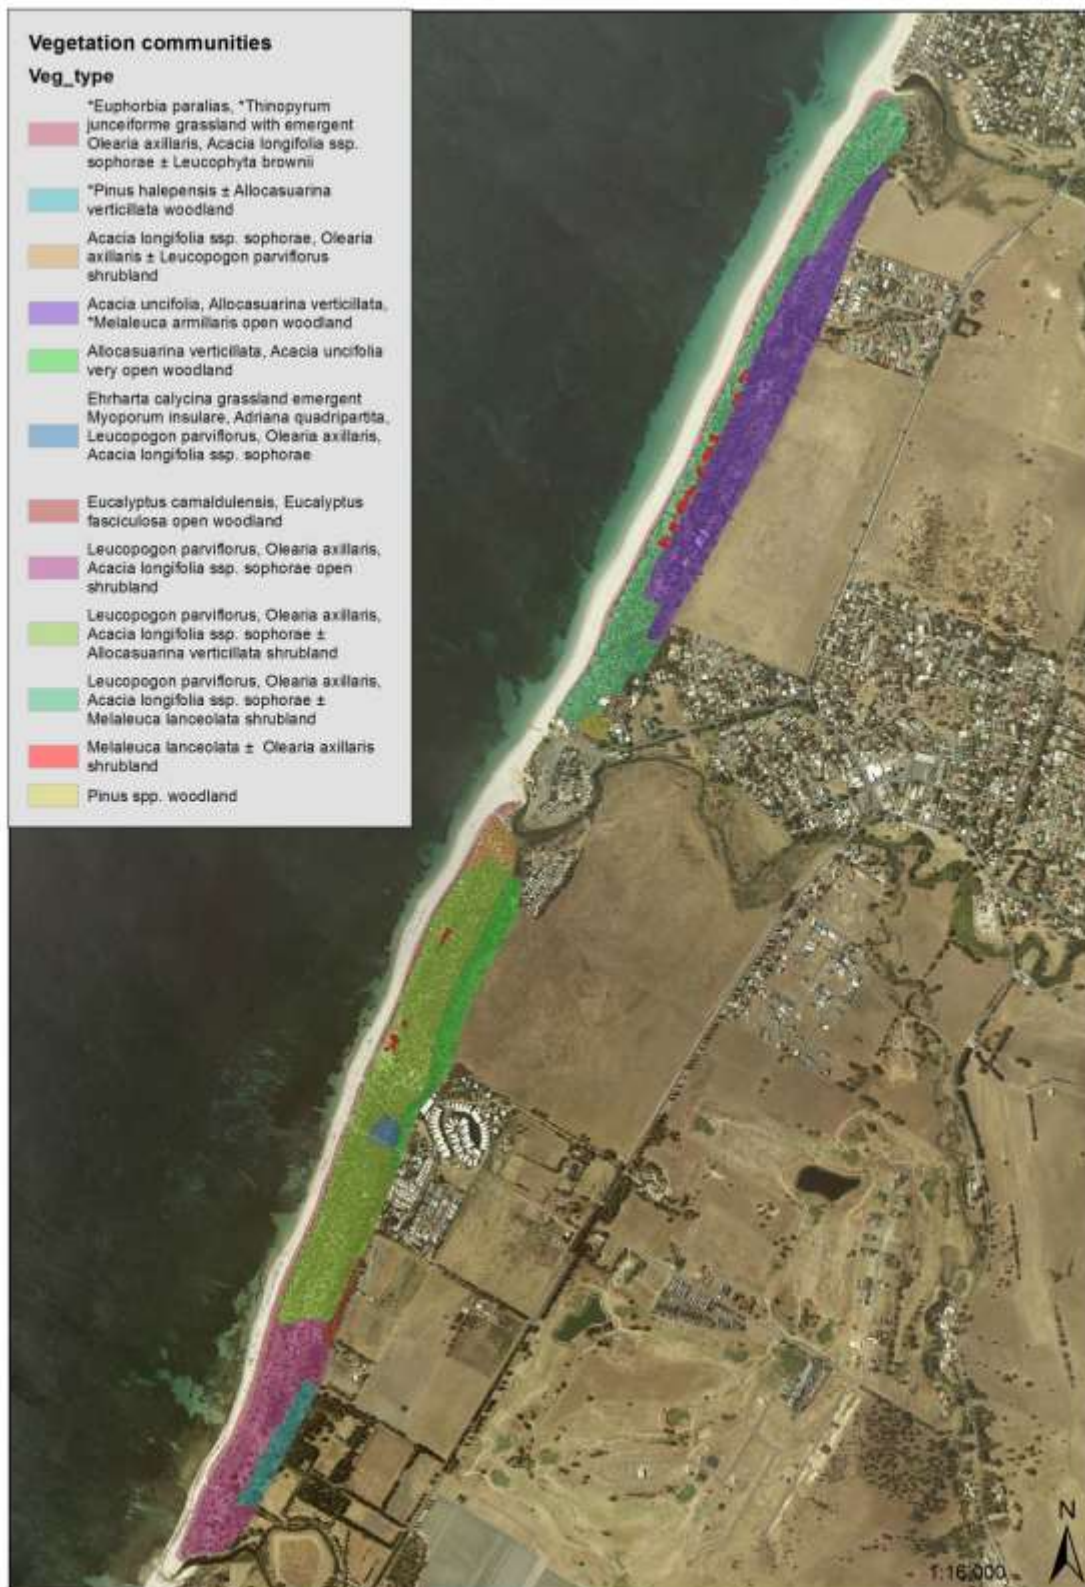 Vegetation communities
Veg_type
*Euphorbia paralias, *Thinopyrum
junceiforme grassland with emergent
Olearia axillaris, Acacia longifolia ssp.
sophorae ± Leucophyta brownii
*Pinus halepensis ± Allocasuarina
verticillata woodland
Acacia longifolia ssp. sophorae, Olearia
axillaris ± Leucopogon parviflorus
shrubland
Acacia uncifolia, Allocasuarina verticillata,
*Melaleuca armillaris open woodland
Allocasuarina verticillata, Acacia uncifolia
very open woodland
Ehrharta calycina grassland emergent
Myoporum insulare, Adriana quadripartita,
Leucopogon parviflorus, Olearia axillaris,
Acacia longifolia ssp. sophorae
Eucalyptus camaldulensis, Eucalyptus
fasciculosa open woodland
Leucopogon parviflorus, Olearia axillaris,
Acacia longifolia ssp. sophorae open
shrubland
Leucopogon parviflorus, Olearia axillaris,
Acacia longifolia ssp. sophorae ±
Allocasuarina verticillata shrubland
Leucopogon parviflorus, Olearia axillaris,
Acacia longifolia ssp. sophorae ±
Melaleuca lanceolata shrubland
Melaleuca lanceolata ± Olearia axillaris
shrubland
Pinus spp. woodland
N
1:16,000